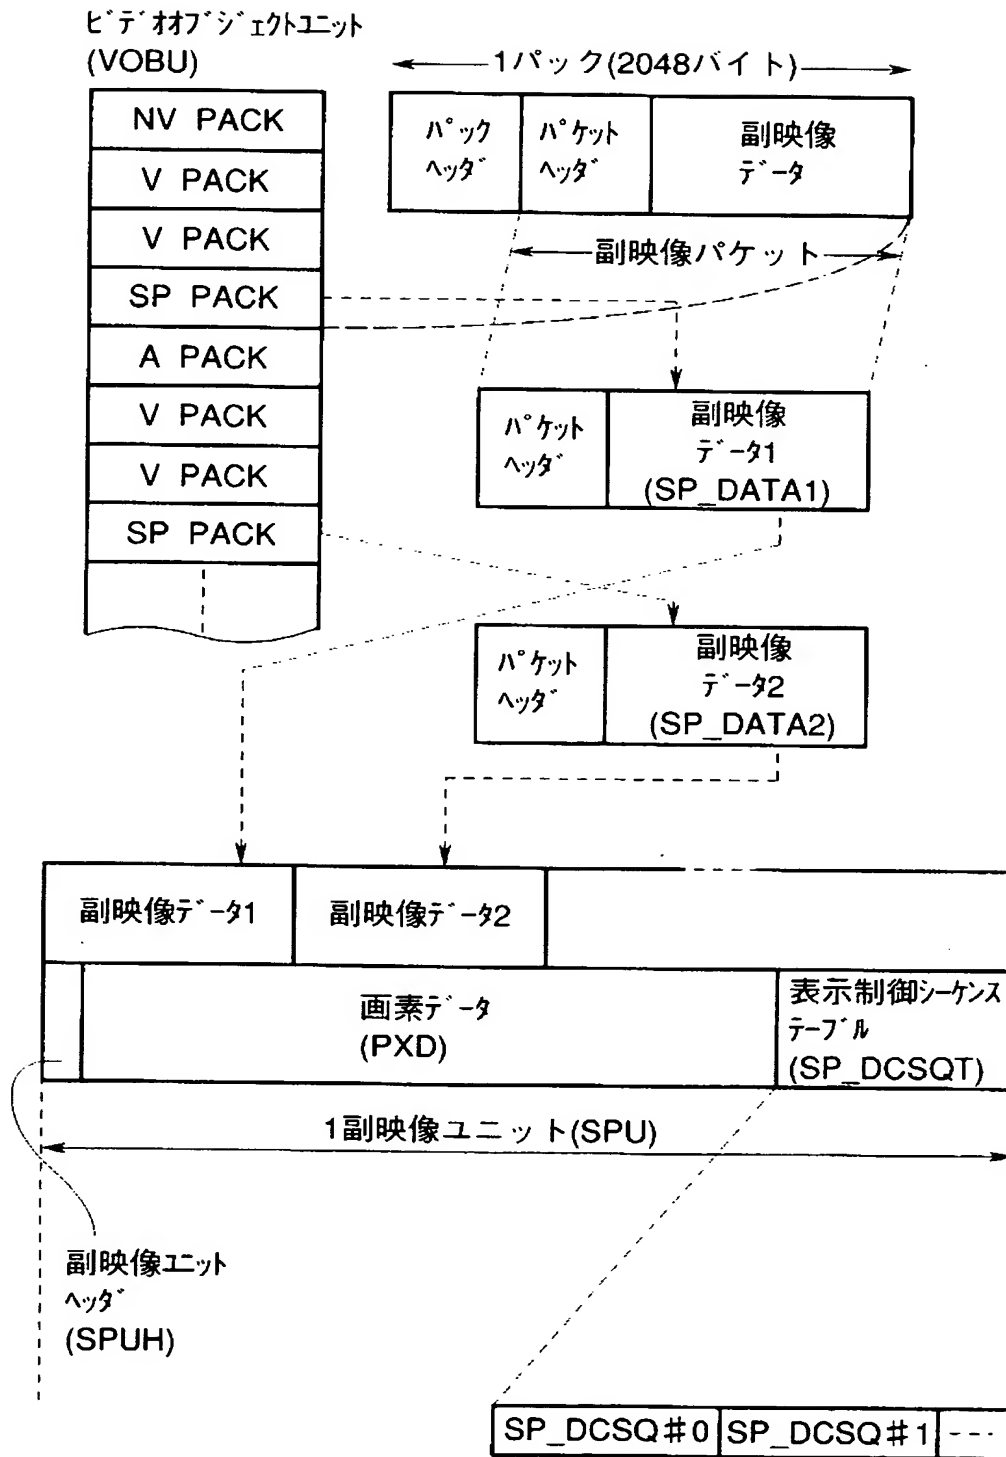 ビデオオブジェクトユニット
(VOBU)
1パック(2048バイト)
NV PACK
V PACK
V PACK
SP PACK
A PACK
V PACK
V PACK
SP PACK
パック
ヘッダ
パケット
ヘッダ
副映像
データ
副映像パケット
パケット
ヘッダ
副映像
データ1
(SP_DATA1)
パケット
ヘッダ
副映像
データ2
(SP_DATA2)
副映像データ1
副映像データ2
画素データ
(PXD)
表示制御シーケンス
テーブル
(SP_DCSQT)
1副映像ユニット(SPU)
副映像ユニット
ヘッダ
(SPUH)
SP_DCSQ#0
SP_DCSQ#1